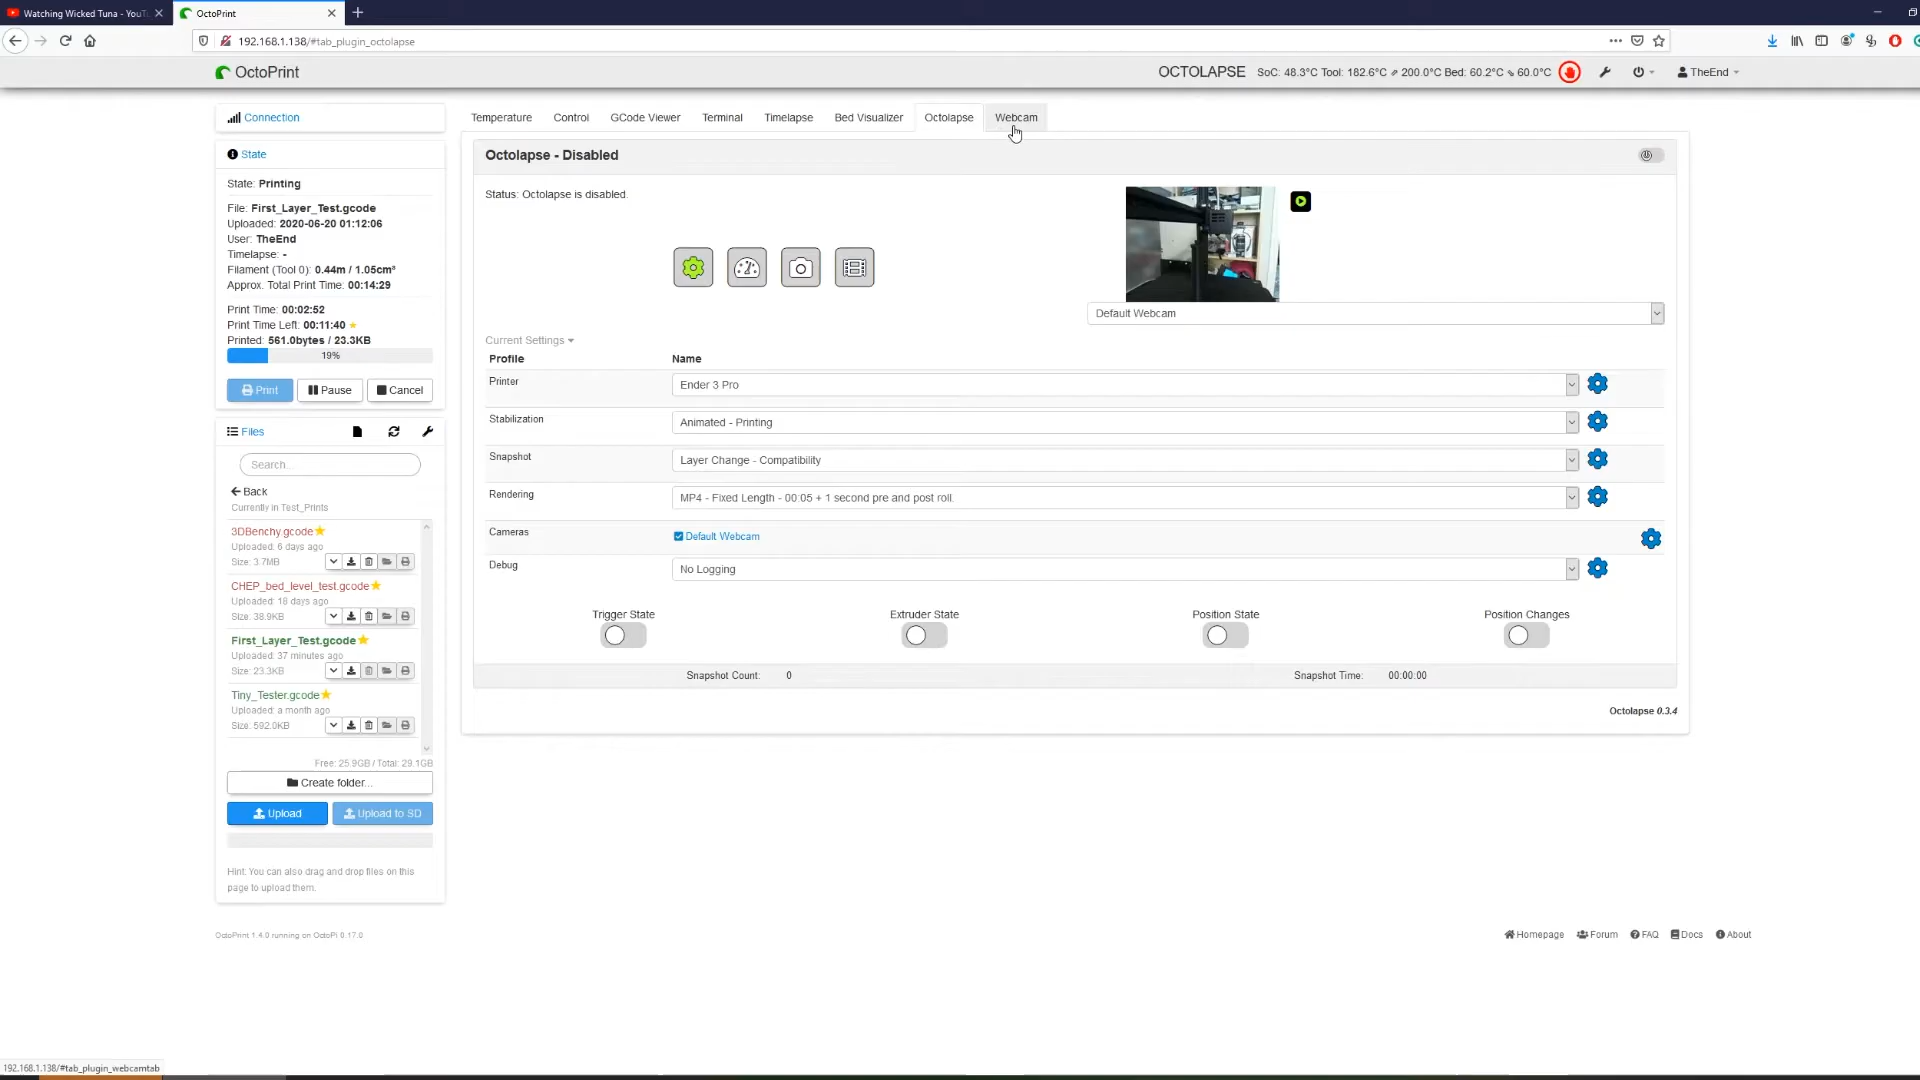 Watching Wicked Tuna - YouTu
OctoPrint
192.168.1.138/#tab_plugin_octolapse
OctoPrint
OCTOLAPSE SoC: 48.3°C Tool: 182.6°C ⇗ 200.0°C Bed: 60.2°C ⇘ 60.0°C
TheEnd
Connection
State
State: Printing
File: First_Layer_Test.gcode
Uploaded: 2020-06-20 01:12:06
User: TheEnd
Timelapse: -
Filament (Tool 0): 0.44m / 1.05cm³
Approx. Total Print Time: 00:14:29
Print Time: 00:02:52
Print Time Left: 00:11:40
Printed: 561.0bytes / 23.3KB
19%
Print Pause Cancel
Files
Search...
Back
Currently in Test_Prints
3DBenchy.gcode
Uploaded: 6 days ago
Size: 3.7MB
CHEP_bed_level_test.gcode
Uploaded: 18 days ago
Size: 38.9KB
First_Layer_Test.gcode
Uploaded: 37 minutes ago
Size: 23.3KB
Tiny_Tester.gcode
Uploaded: a month ago
Size: 592.0KB
Free: 25.9GB / Total: 29.1GB
Create folder...
Upload Upload to SD
Hint: You can also drag and drop files on this
page to upload them.
Temperature Control GCode Viewer Terminal Timelapse Bed Visualizer Octolapse Webcam
Octolapse - Disabled
Status: Octolapse is disabled.
Default Webcam
Current Settings
Profile Name
Printer Ender 3 Pro
Stabilization Animated - Printing
Snapshot Layer Change - Compatibility
Rendering MP4 - Fixed Length - 00:05 + 1 second pre and post roll.
Cameras Default Webcam
Debug No Logging
Trigger State Extruder State Position State Position Changes
Snapshot Count: 0 Snapshot Time: 00:00:00
Octolapse 0.3.4
OctoPrint 1.4.0 running on OctoPi 0.17.0
Homepage Forum FAQ Docs About
192.168.1.138/#tab_plugin_webcamtab